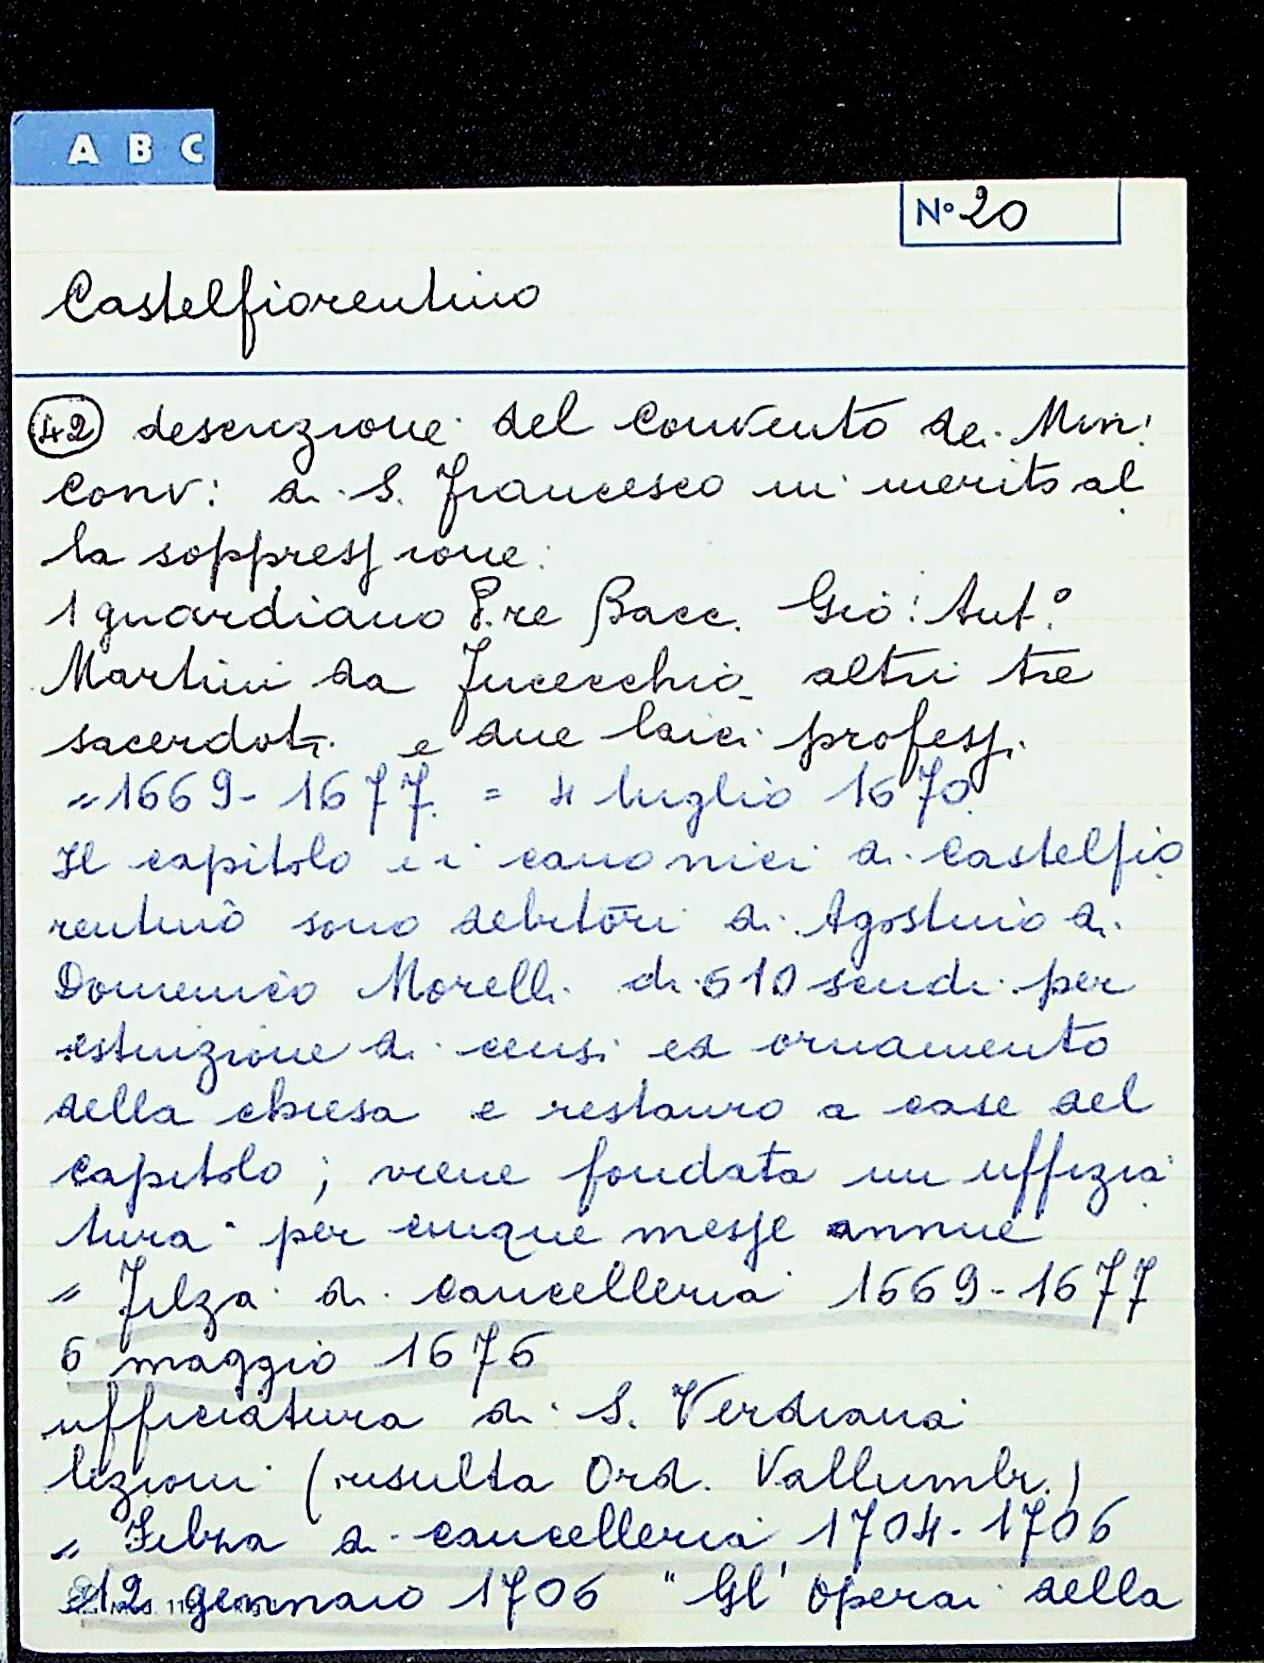 A B C
N° 20
Castelfiorentino
42 descrizione del Convento dei Min:
Conv: di S. Francesco in merito al
la soppressione:
1 guardiano P.re Bacc. Gio: Ant.°
Martini da Fucecchio altri tre
sacerdoti e due laici professi.
" 1669-1677. = 4 luglio 1670
Il capitolo e i canonici di Castelfio
rentino sono debitori di Agostino di
Domenico Morelli di 610 scudi per
estinzione di censi ed ornamento
della chiesa e restauro a case del
capitolo; viene fondata un uffizia
tura per cinque messe annue
" Filza di cancelleria 1669-1677
6 maggio 1676
ufficiatura di S. Verdiana
lezioni (risulta Ord. Vallumbr.)
" Filza di cancelleria 1704-1706
12 gennaio 1706 "Gl' Operai della